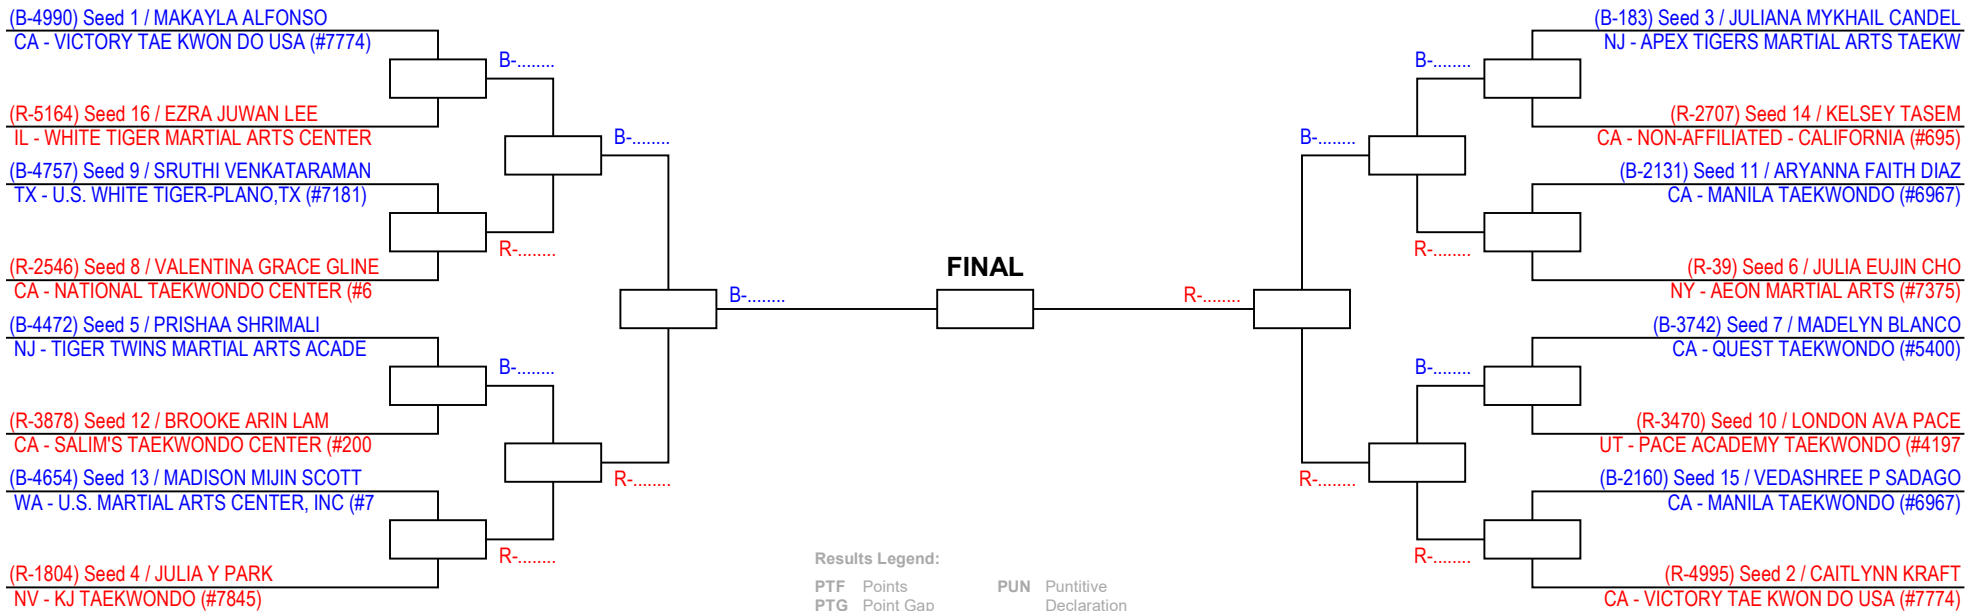 (B-4990) Seed 1 / MAKAYLA ALFONSO
CA - VICTORY TAE KWON DO USA (#7774)
B-........
(R-5164) Seed 16 / EZRA JUWAN LEE
IL - WHITE TIGER MARTIAL ARTS CENTER
B-........
(B-4757) Seed 9 / SRUTHI VENKATARAMAN
TX - U.S. WHITE TIGER-PLANO,TX (#7181)
R-........
(R-2546) Seed 8 / VALENTINA GRACE GLINE
CA - NATIONAL TAEKWONDO CENTER (#6
B-........
(B-4472) Seed 5 / PRISHAA SHRIMALI
NJ - TIGER TWINS MARTIAL ARTS ACADE
B-........
(R-3878) Seed 12 / BROOKE ARIN LAM
CA - SALIM'S TAEKWONDO CENTER (#200
R-........
(B-4654) Seed 13 / MADISON MIJIN SCOTT
WA - U.S. MARTIAL ARTS CENTER, INC (#7
R-........
(R-1804) Seed 4 / JULIA Y PARK
NV - KJ TAEKWONDO (#7845)
FINAL
(B-183) Seed 3 / JULIANA MYKHAIL CANDEL
NJ - APEX TIGERS MARTIAL ARTS TAEKW
B-........
(R-2707) Seed 14 / KELSEY TASEM
CA - NON-AFFILIATED - CALIFORNIA (#695)
B-........
(B-2131) Seed 11 / ARYANNA FAITH DIAZ
CA - MANILA TAEKWONDO (#6967)
R-........
(R-39) Seed 6 / JULIA EUJIN CHO
NY - AEON MARTIAL ARTS (#7375)
R-........
(B-3742) Seed 7 / MADELYN BLANCO
CA - QUEST TAEKWONDO (#5400)
B-........
(R-3470) Seed 10 / LONDON AVA PACE
UT - PACE ACADEMY TAEKWONDO (#4197
R-........
(B-2160) Seed 15 / VEDASHREE P SADAGO
CA - MANILA TAEKWONDO (#6967)
R-........
(R-4995) Seed 2 / CAITLYNN KRAFT
CA - VICTORY TAE KWON DO USA (#7774)
Results Legend:
PTF Points PUN Puntitive
PTG Point Gap Declaration